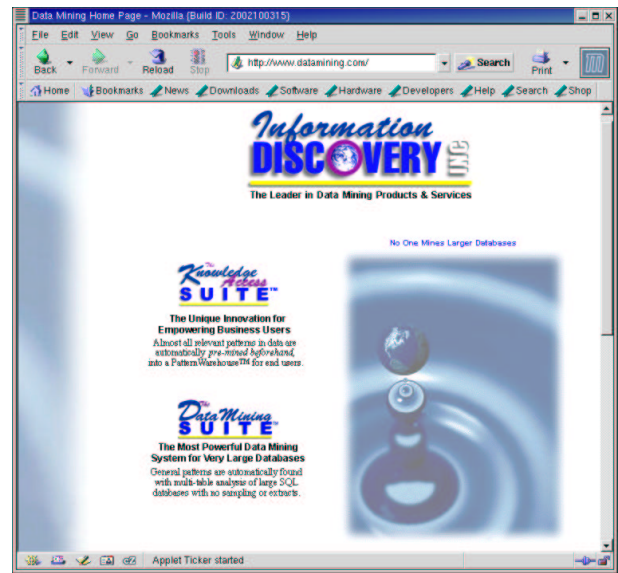 Data Mining Home Page - Mozilla {Build ID: 2002100315}
File Edit View Go Bookmarks Tools Window Help
Back Forward Reload Stop http://www.datamining.com/ Search Print
Home Bookmarks News Downloads Software Hardware Developers Help Search Shop
Information
DISCOVERY INC
The Leader in Data Mining Products & Services
No One Mines Larger Databases
The Knowledge
Access
SUITE™
The Unique Innovation for
Empowering Business Users
Almost all relevant patterns in data are
automatically pre-mined beforehand,
into a PatternWarehouse™ for end users.
The Data Mining
SUITE™
The Most Powerful Data Mining
System for Very Large Databases
General patterns are automatically found
with multi-table analysis of large SQL
databases with no sampling or extracts.
Applet Ticker started